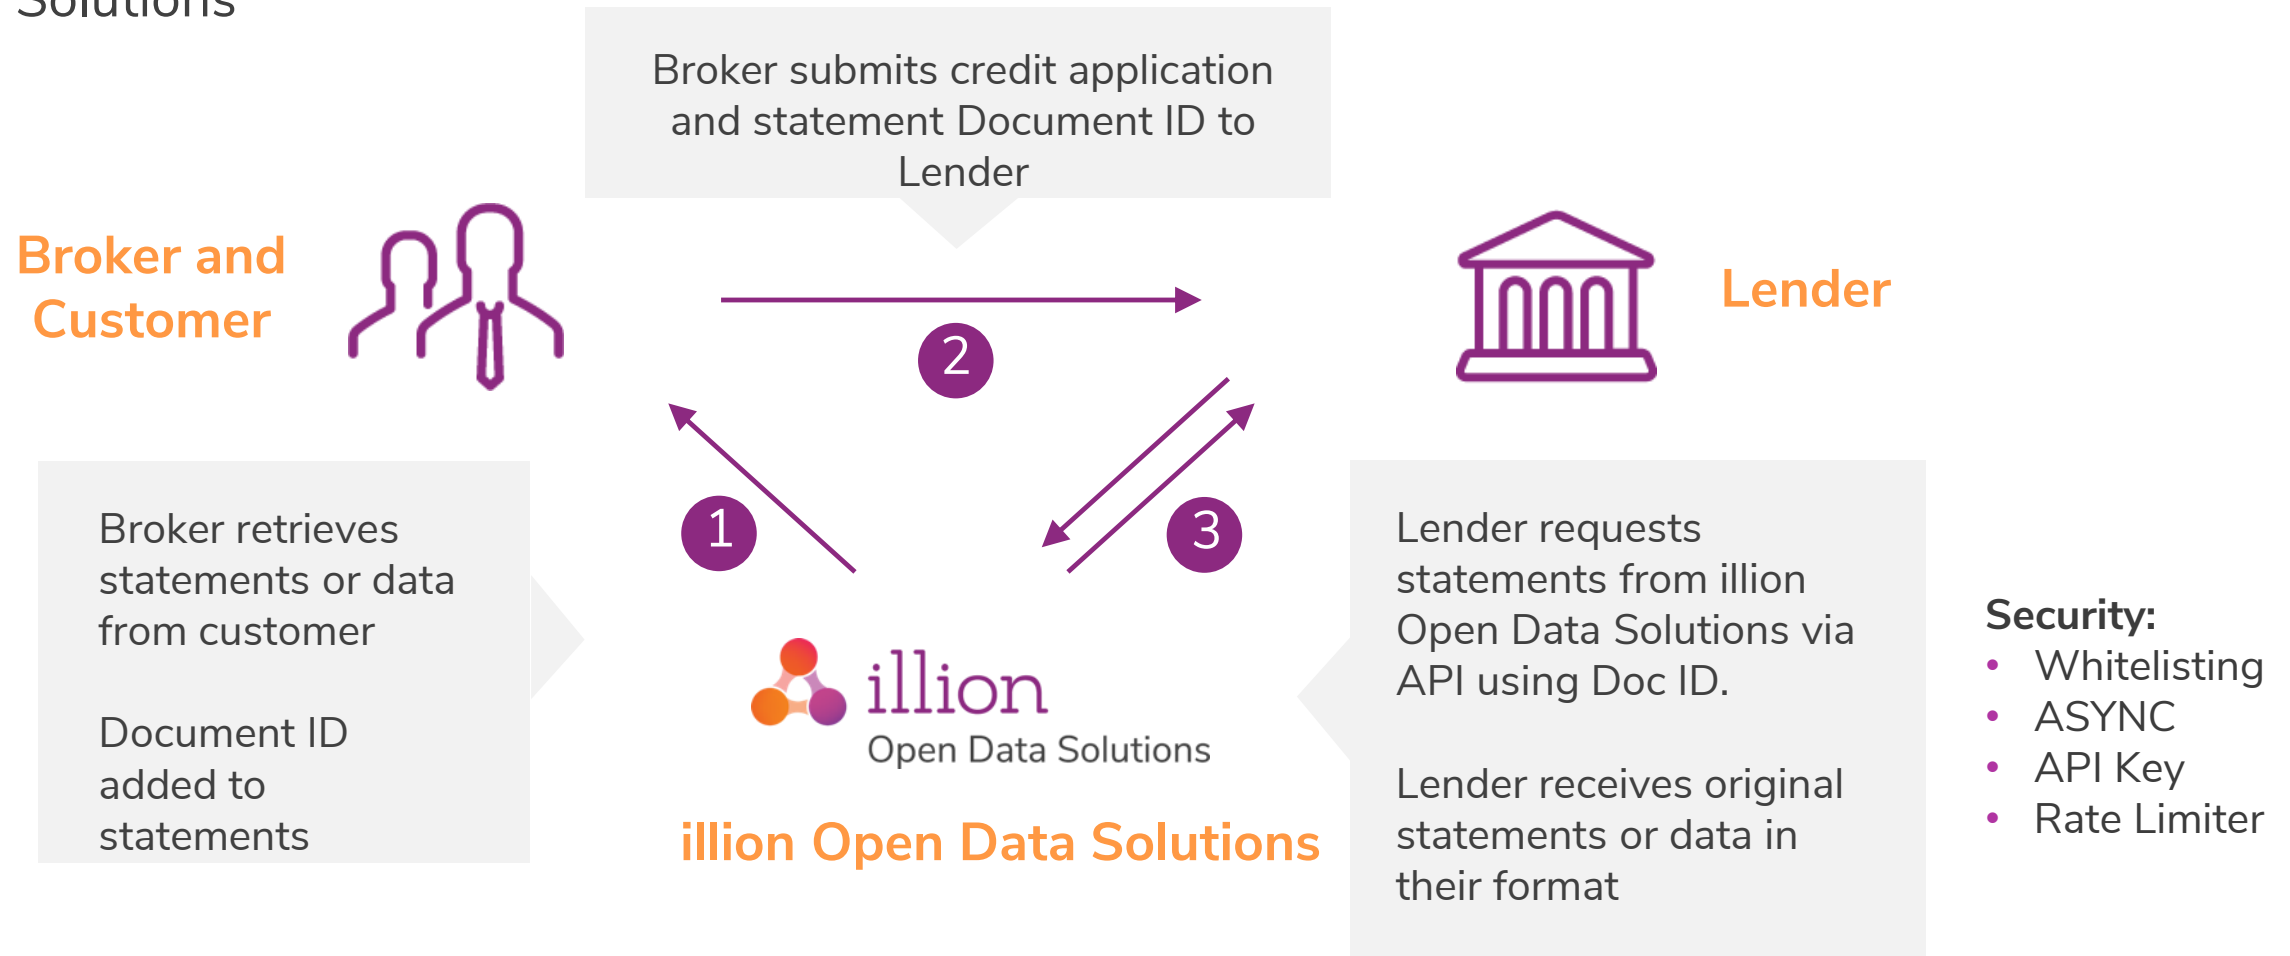 Solutions
Broker submits credit application
and statement Document ID to
Lender
Broker and
Customer
Lender
2
1
3
Broker retrieves
statements or data
from customer
Document ID
added to
statements
illion
Open Data Solutions
illion Open Data Solutions
Lender requests
statements from illion
Open Data Solutions via
API using Doc ID.
Lender receives original
statements or data in
their format
Security:
• Whitelisting
• ASYNC
• API Key
• Rate Limiter